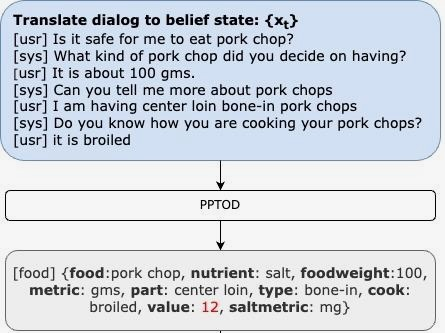 Translate dialog to belief state: {xt}
[usr] Is it safe for me to eat pork chop?
[sys] What kind of pork chop did you decide on having?
[usr] It is about 100 gms.
[sys] Can you tell me more about pork chops
[usr] I am having center loin bone-in pork chops
[sys] Do you know how you are cooking your pork chops?
[usr] it is broiled
PPTOD
[food] {food:pork chop, nutrient: salt, foodweight:100,
metric: gms, part: center loin, type: bone-in, cook:
broiled, value: 12, saltmetric: mg}